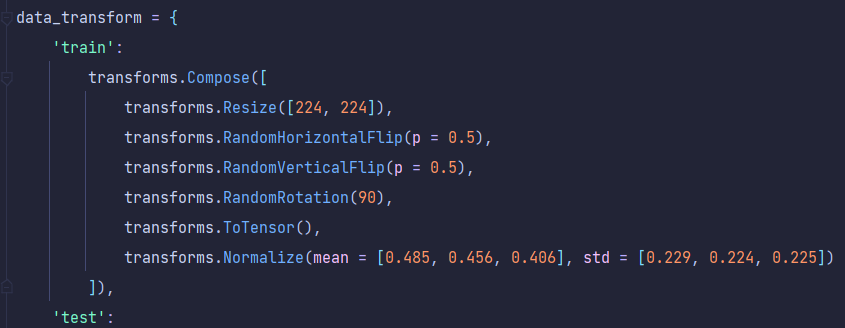 data_transform = {
    'train':
        transforms.Compose([
            transforms.Resize([224, 224]),
            transforms.RandomHorizontalFlip(p = 0.5),
            transforms.RandomVerticalFlip(p = 0.5),
            transforms.RandomRotation(90),
            transforms.ToTensor(),
            transforms.Normalize(mean = [0.485, 0.456, 0.406], std = [0.229, 0.224, 0.225])
        ]),
    'test':